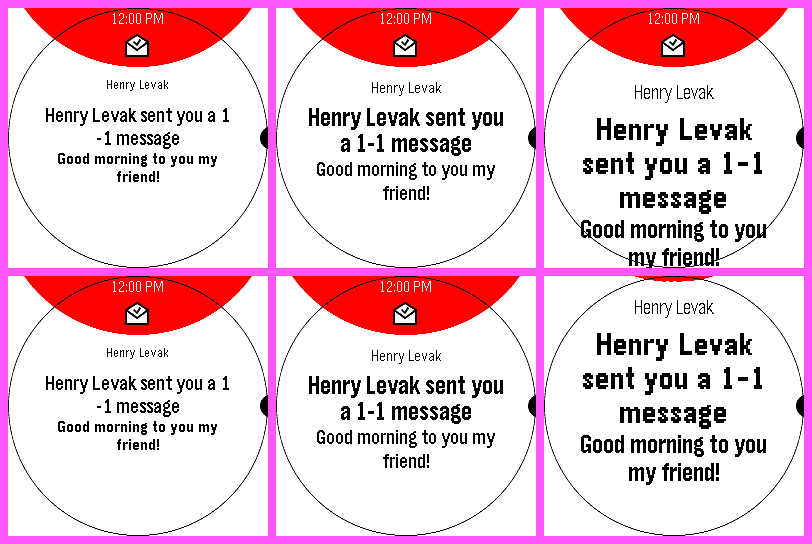 12:00 PM
Henry Levak
Henry Levak sent you a 1
-1 message
Good morning to you my
friend!
12:00 PM
Henry Levak
Henry Levak sent you
a 1-1 message
Good morning to you my
friend!
12:00 PM
Henry Levak
Henry Levak
sent you a 1-1
message
Good morning to you
my friend!
12:00 PM
Henry Levak
Henry Levak sent you a 1
-1 message
Good morning to you my
friend!
12:00 PM
Henry Levak
Henry Levak sent you
a 1-1 message
Good morning to you my
friend!
Henry Levak
Henry Levak
sent you a 1-1
message
Good morning to you
my friend!